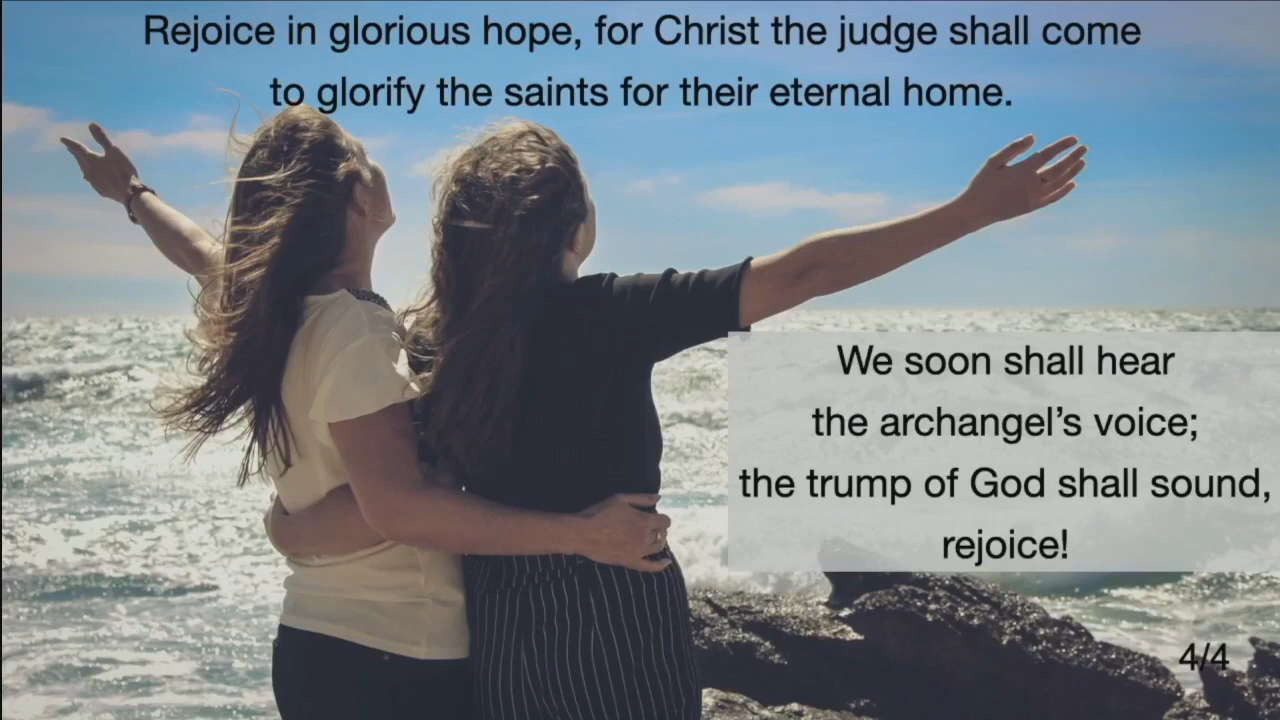 Rejoice in glorious hope, for Christ the judge shall come
to glorify the saints for their eternal home.
We soon shall hear
the archangel’s voice;
the trump of God shall sound,
rejoice!
4/4